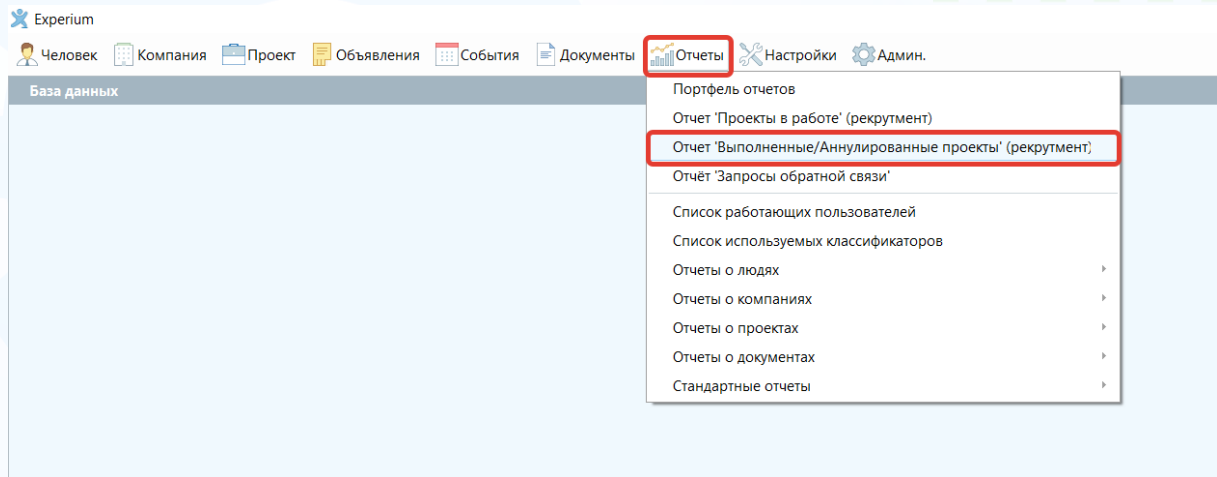 Experium
Человек Компания Проект Объявления События Документы Отчеты Настройки Админ.
База данных
Портфель отчетов
Отчет 'Проекты в работе' (рекрутмент)
Отчет 'Выполненные/Аннулированные проекты' (рекрутмент)
Отчёт 'Запросы обратной связи'
Список работающих пользователей
Список используемых классификаторов
Отчеты о людях
Отчеты о компаниях
Отчеты о проектах
Отчеты о документах
Стандартные отчеты